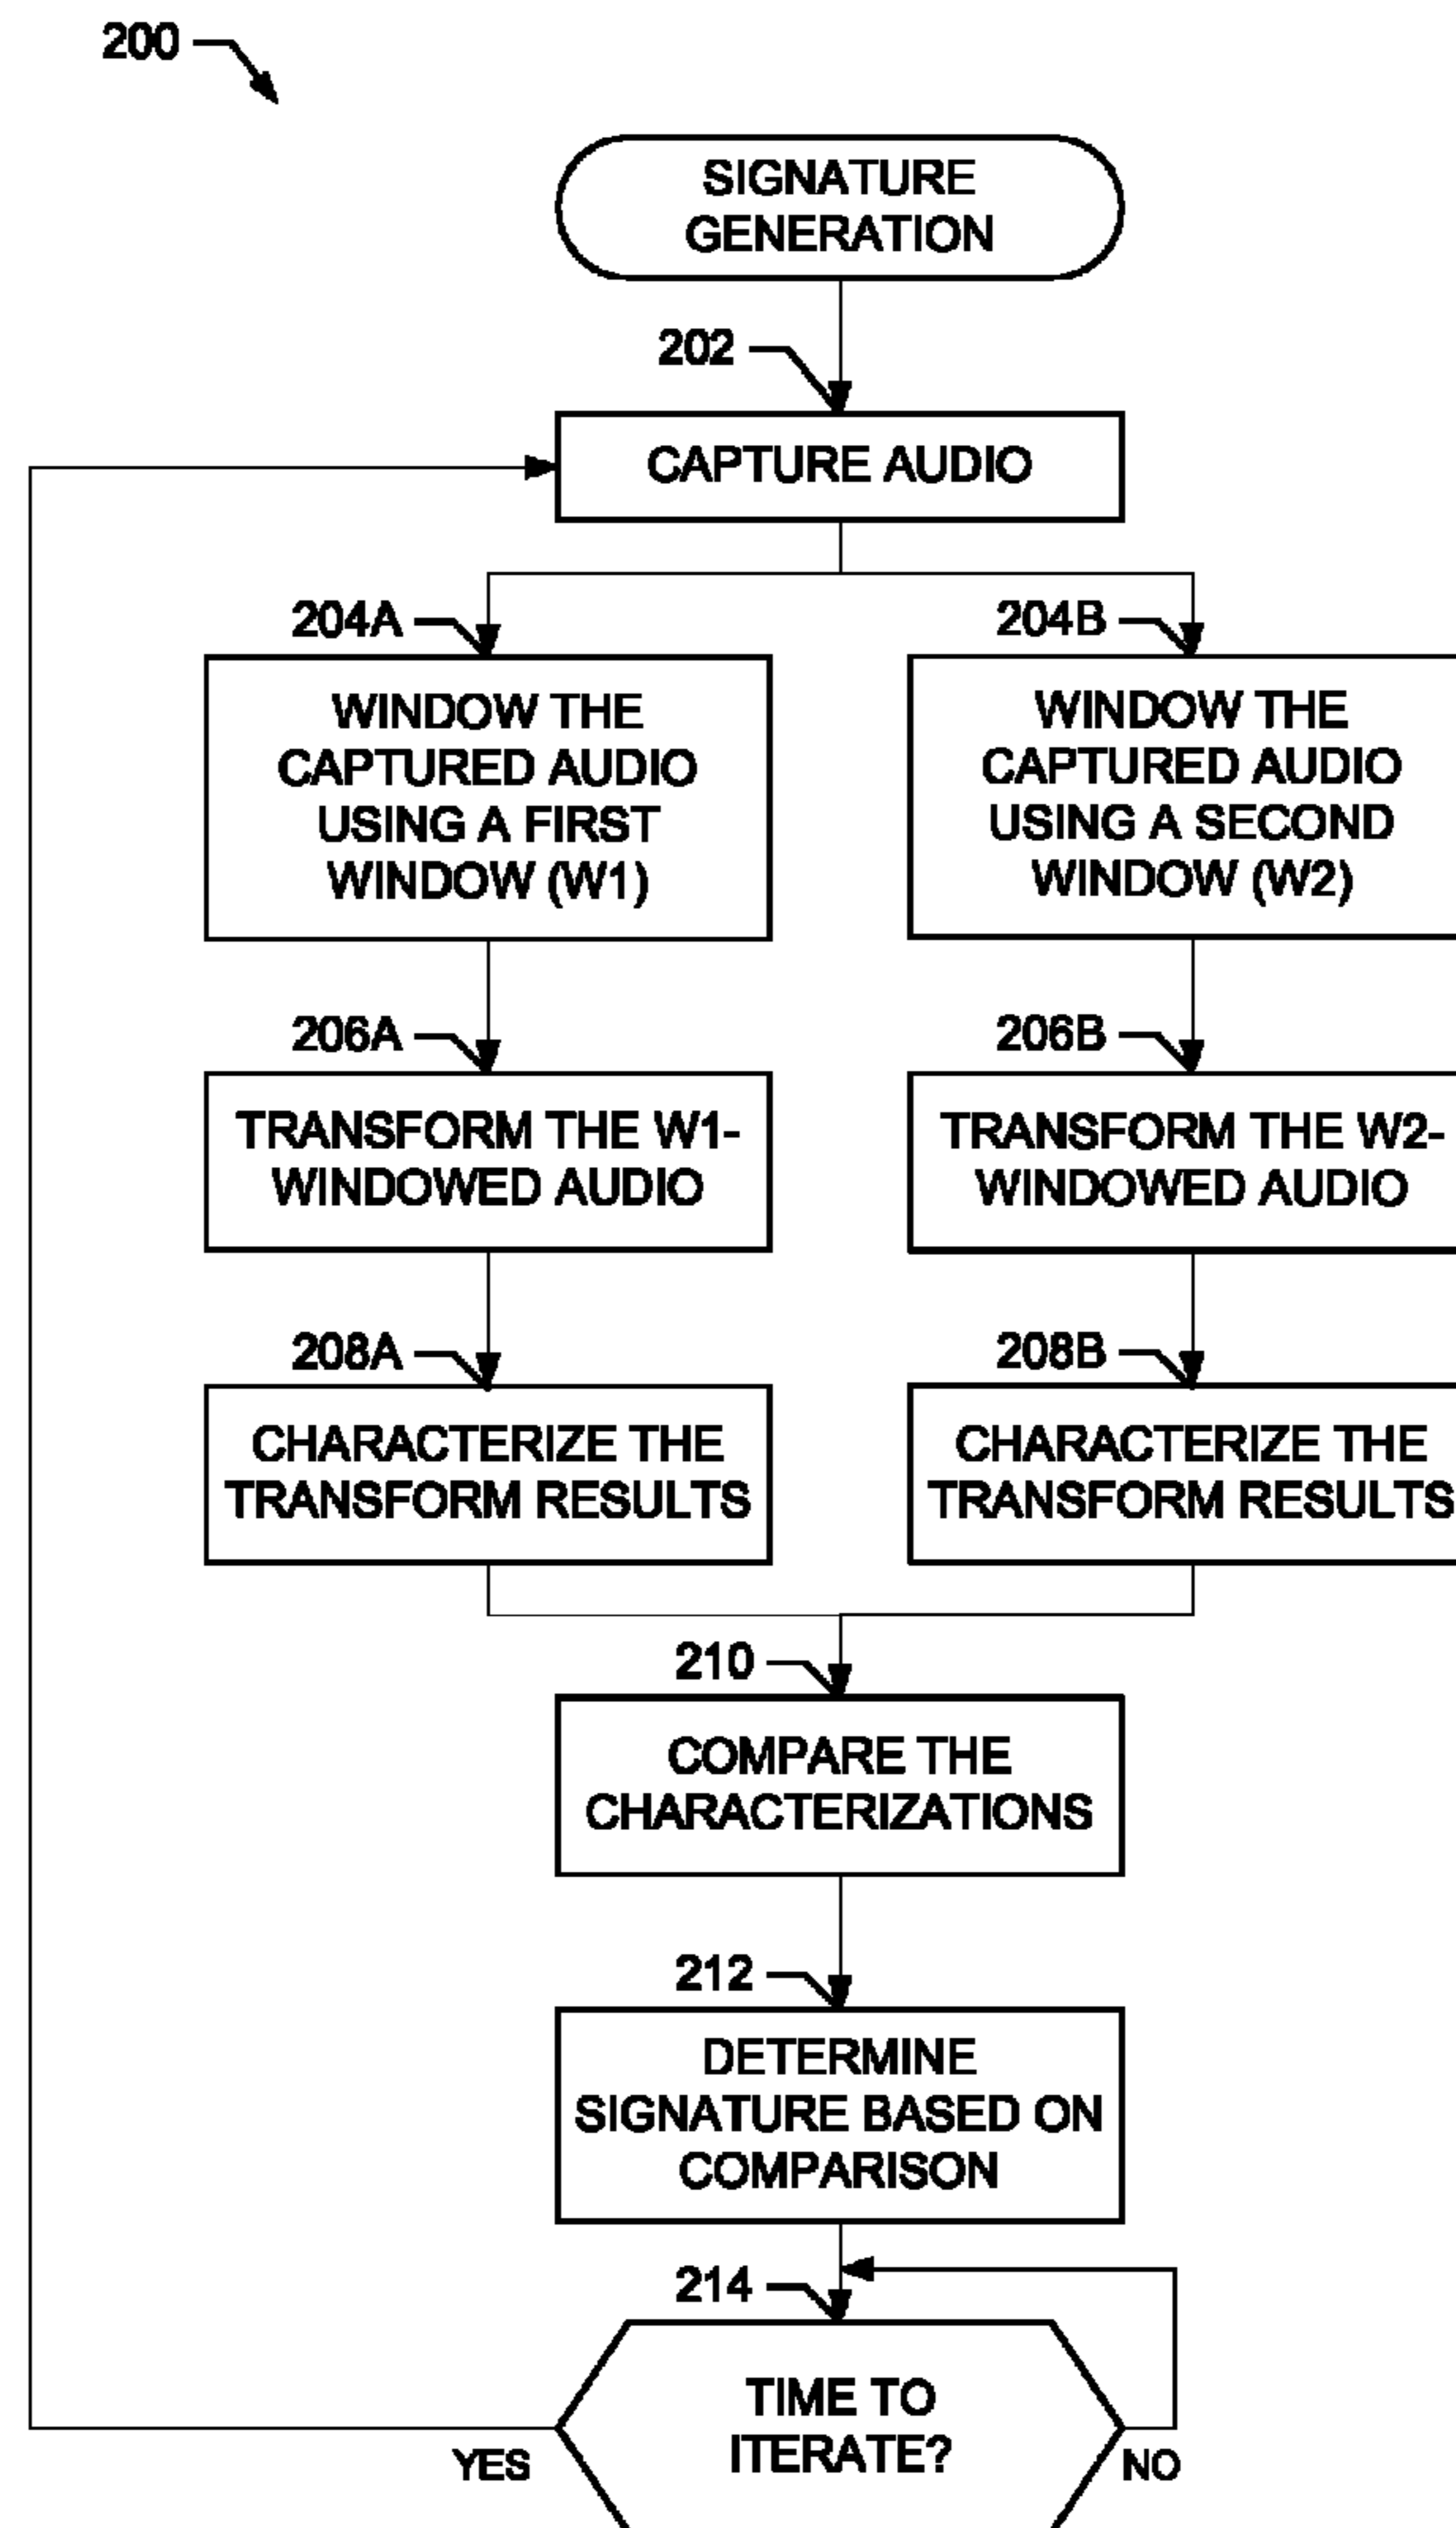 200
SIGNATURE
GENERATION
202
CAPTURE AUDIO
204A
WINDOW THE
CAPTURED AUDIO
USING A FIRST
WINDOW (W1)
204B
WINDOW THE
CAPTURED AUDIO
USING A SECOND
WINDOW (W2)
206A
TRANSFORM THE W1-
WINDOWED AUDIO
206B
TRANSFORM THE W2-
WINDOWED AUDIO
208A
CHARACTERIZE THE
TRANSFORM RESULTS
208B
CHARACTERIZE THE
TRANSFORM RESULTS
210
COMPARE THE
CHARACTERIZATIONS
212
DETERMINE
SIGNATURE BASED ON
COMPARISON
214
TIME TO
ITERATE?
YES
NO